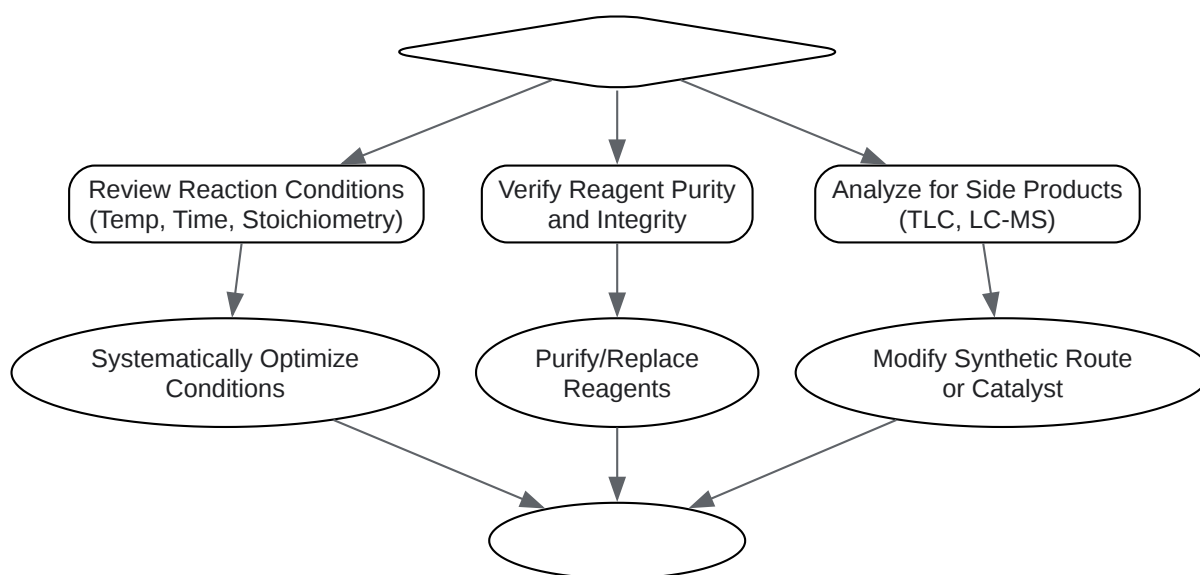 Review Reaction Conditions
(Temp, Time, Stoichiometry)
Verify Reagent Purity
and Integrity
Analyze for Side Products
(TLC, LC-MS)
Systematically Optimize
Conditions
Purify/Replace
Reagents
Modify Synthetic Route
or Catalyst